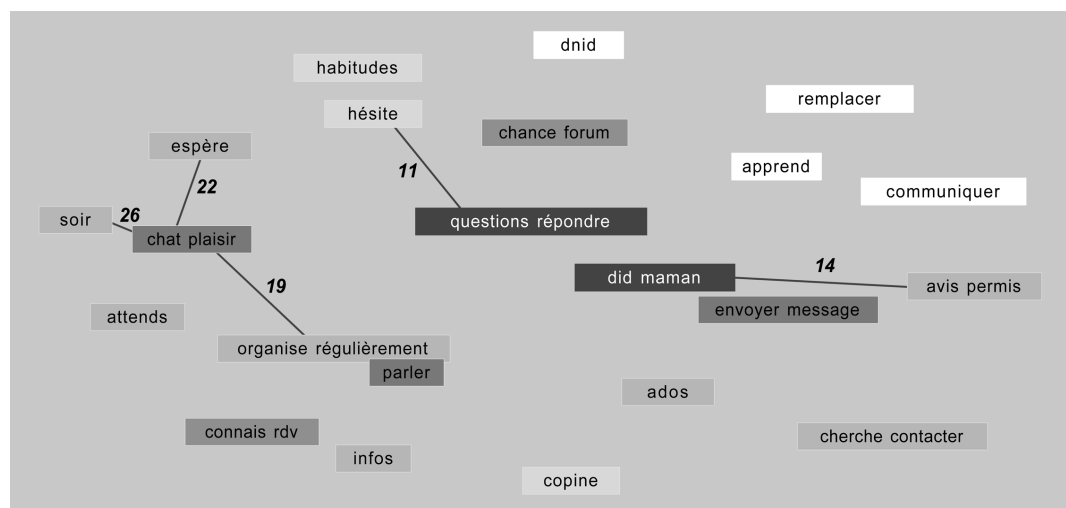 dnid
habitudes
remplacer
hésite
chance forum
espère
11
apprend
22
communiquer
soir
26
questions répondre
chat plaisir
14
did maman
19
avis permis
envoyer message
attends
organise régulièrement
parler
ados
connais rdv
cherche contacter
infos
copine